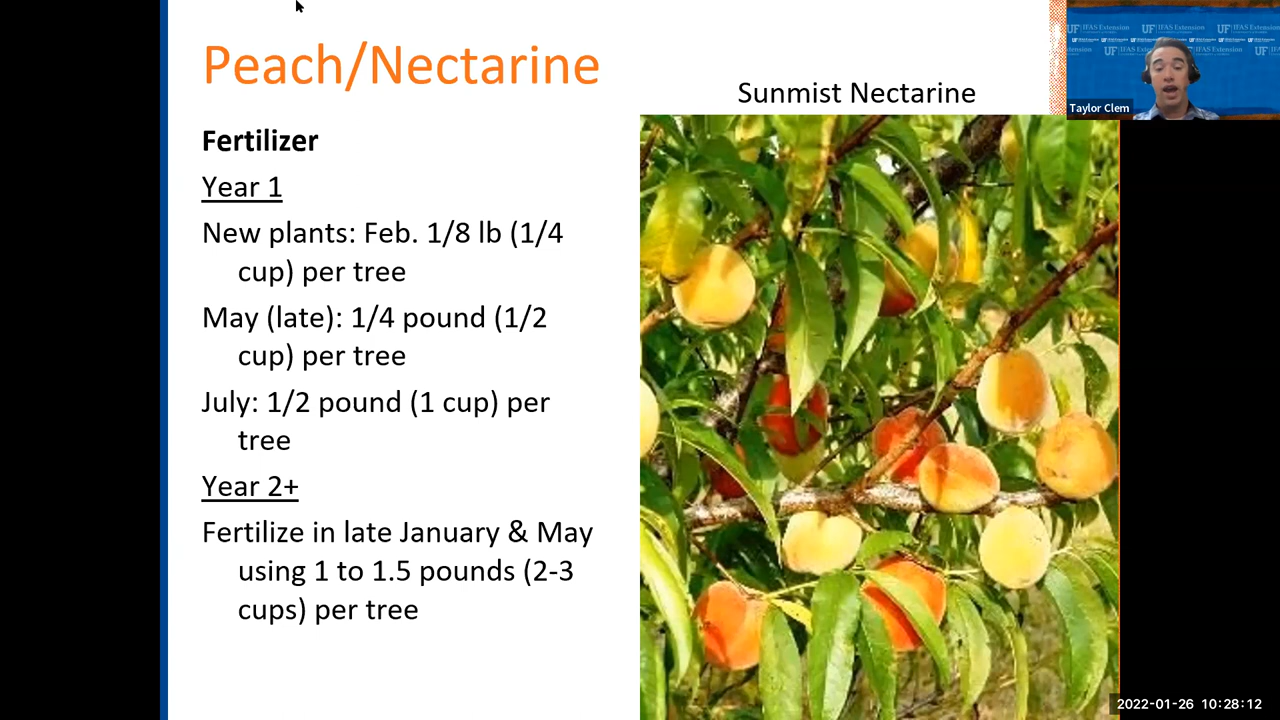 Peach/Nectarine
Sunmist Nectarine
Fertilizer
Year 1
New plants: Feb. 1/8 lb (1/4
cup) per tree
May (late): 1/4 pound (1/2
cup) per tree
July: 1/2 pound (1 cup) per
tree
Year 2+
Fertilize in late January & May
using 1 to 1.5 pounds (2-3
cups) per tree
UF IFAS Extension
UF IFAS Extension
Taylor Clem
2022-01-26 10:28:12